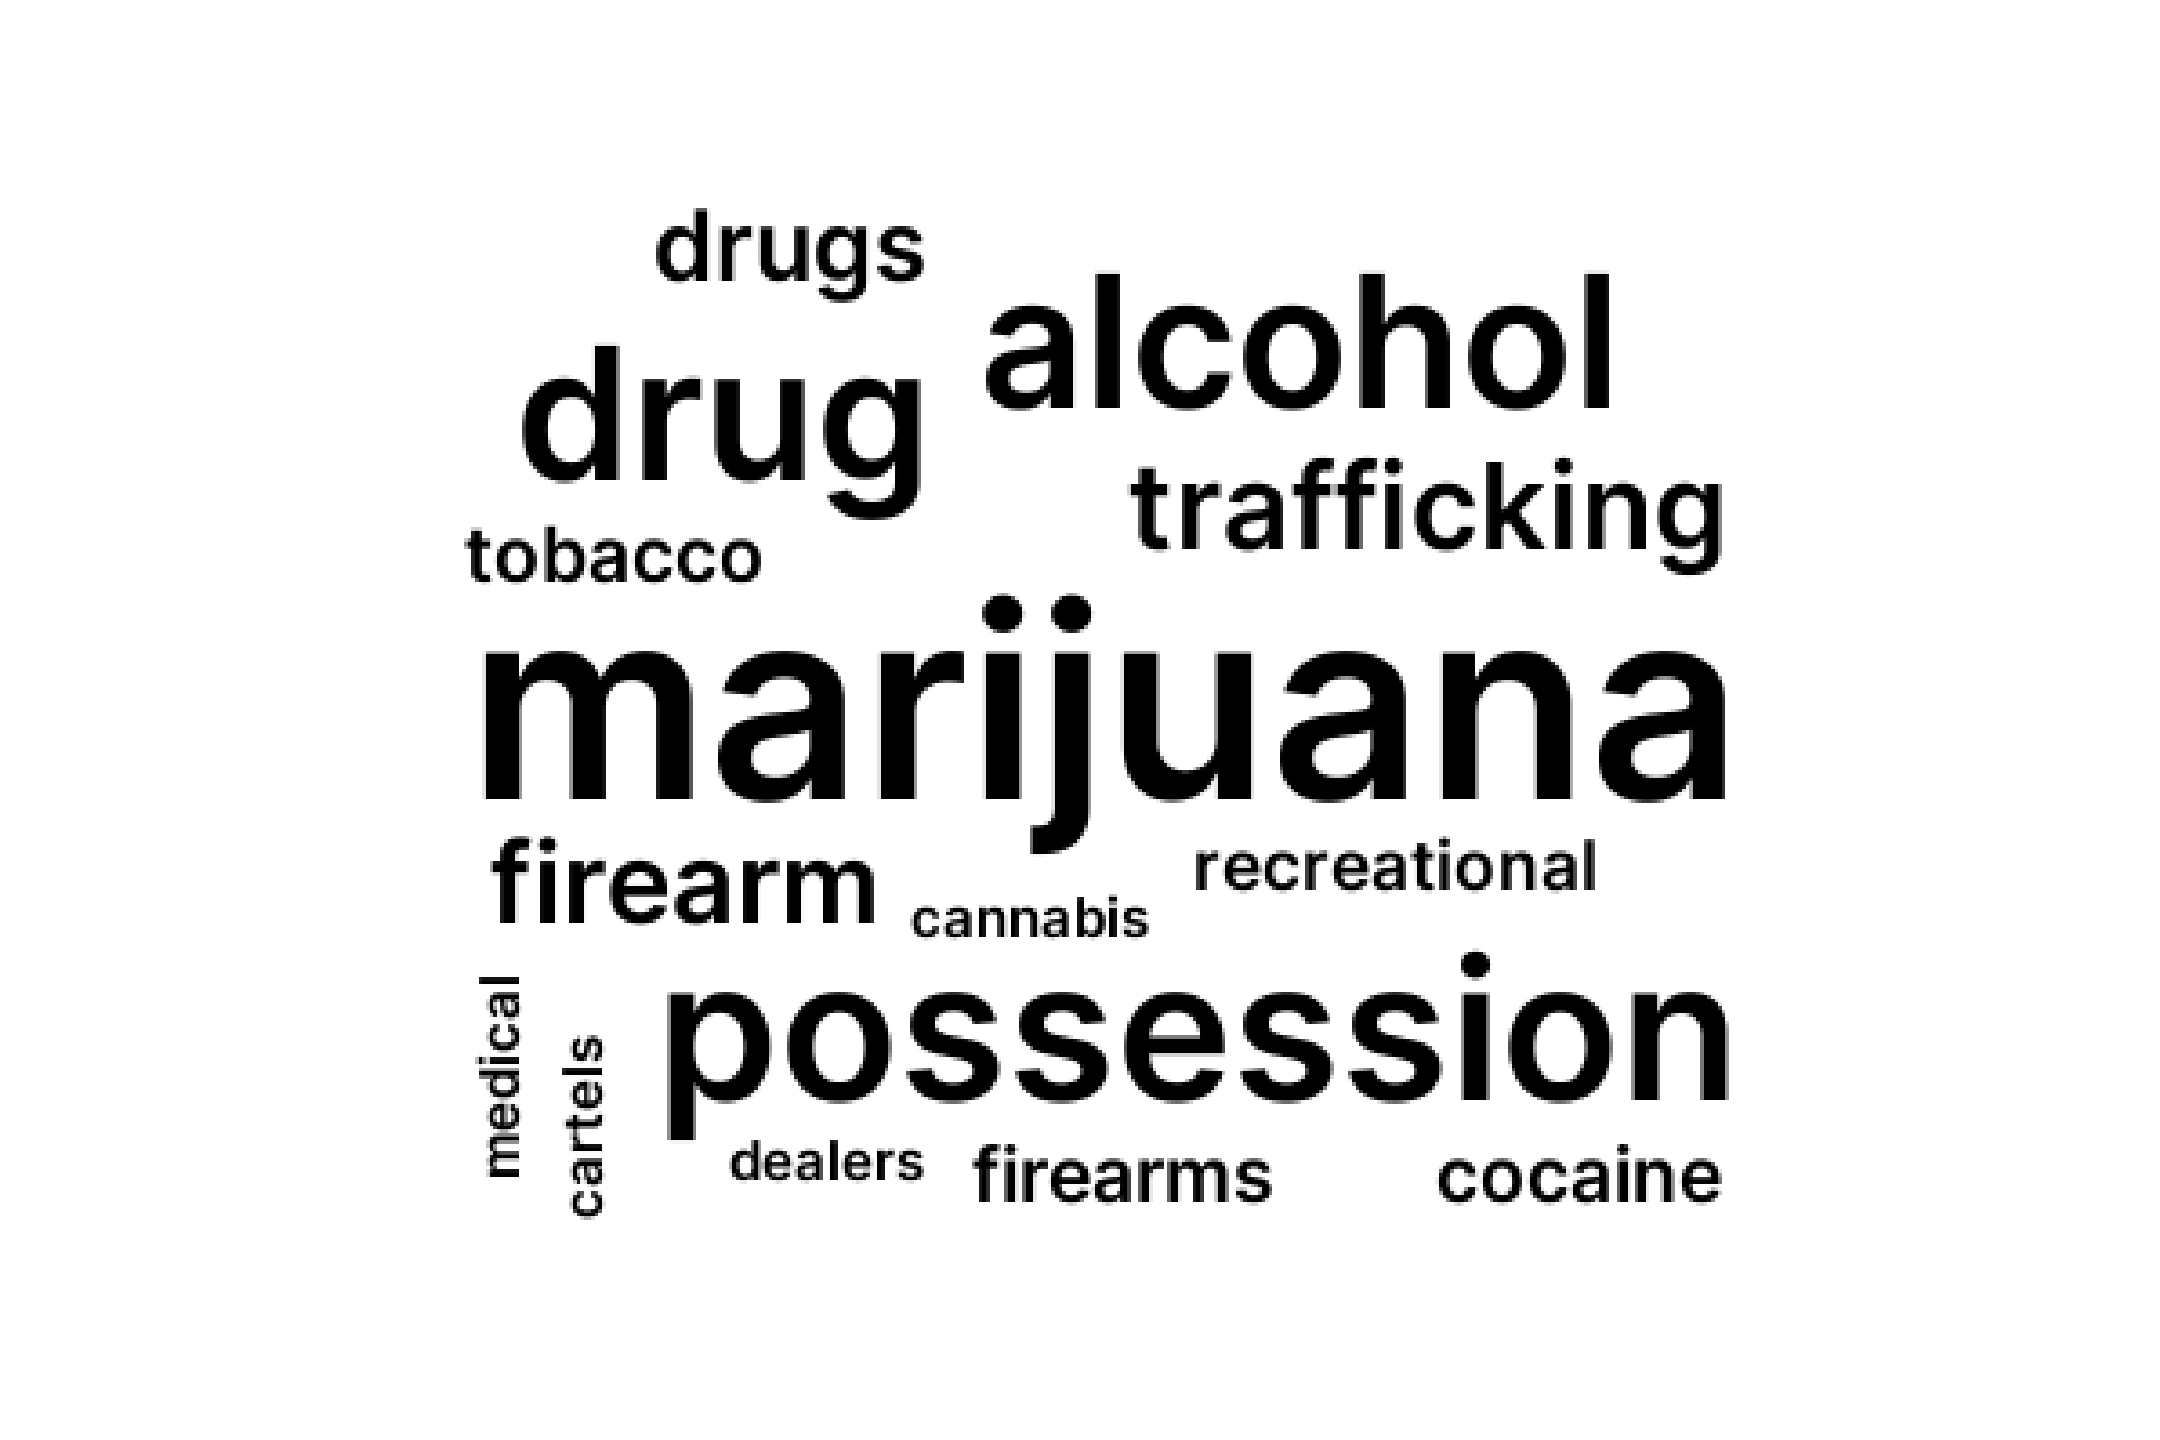 drugs
alcohol
drug
trafficking
tobacco
marijuana
firearm
recreational
cannabis
medical
cartels
possession
dealers
firearms
cocaine